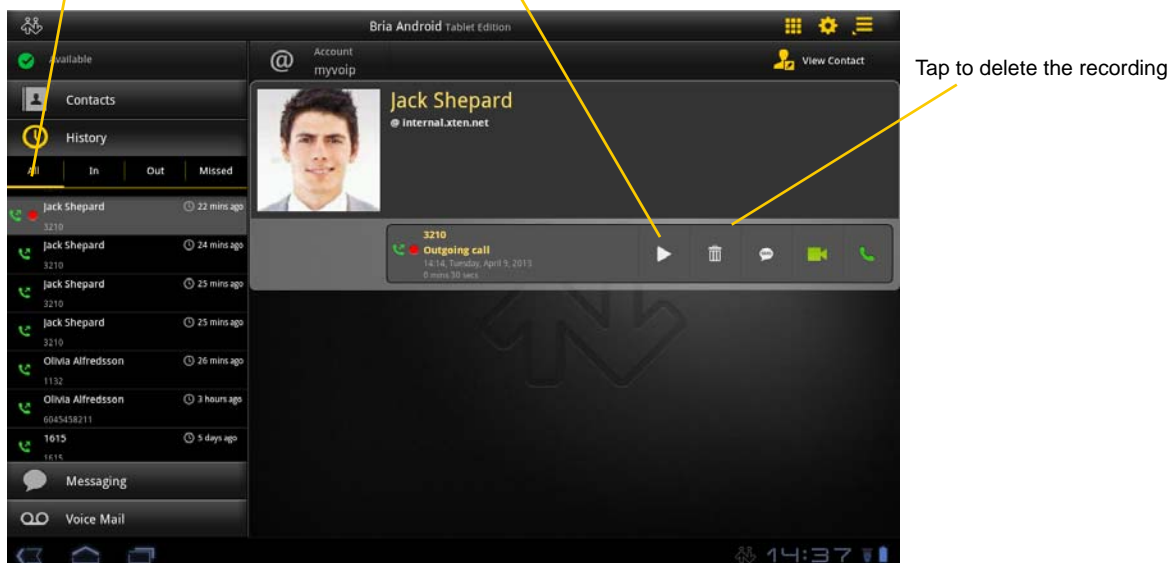 Bria Android Tablet Edition
Available
Account
myvoip
View Contact
Tap to delete the recording
Contacts
History
All In Out Missed
Jack Shepard
@ internal.xten.net
Jack Shepard 22 mins ago
3210
Jack Shepard 24 mins ago
3210
Jack Shepard 25 mins ago
3210
Jack Shepard 25 mins ago
3210
Olivia Alfredsson 26 mins ago
1132
Olivia Alfredsson 3 hours ago
6045458211
1615 5 days ago
1615
3210
Outgoing call
14:14, Tuesday, April 9, 2013
0 mins 30 secs
Messaging
Voice Mail
14:37